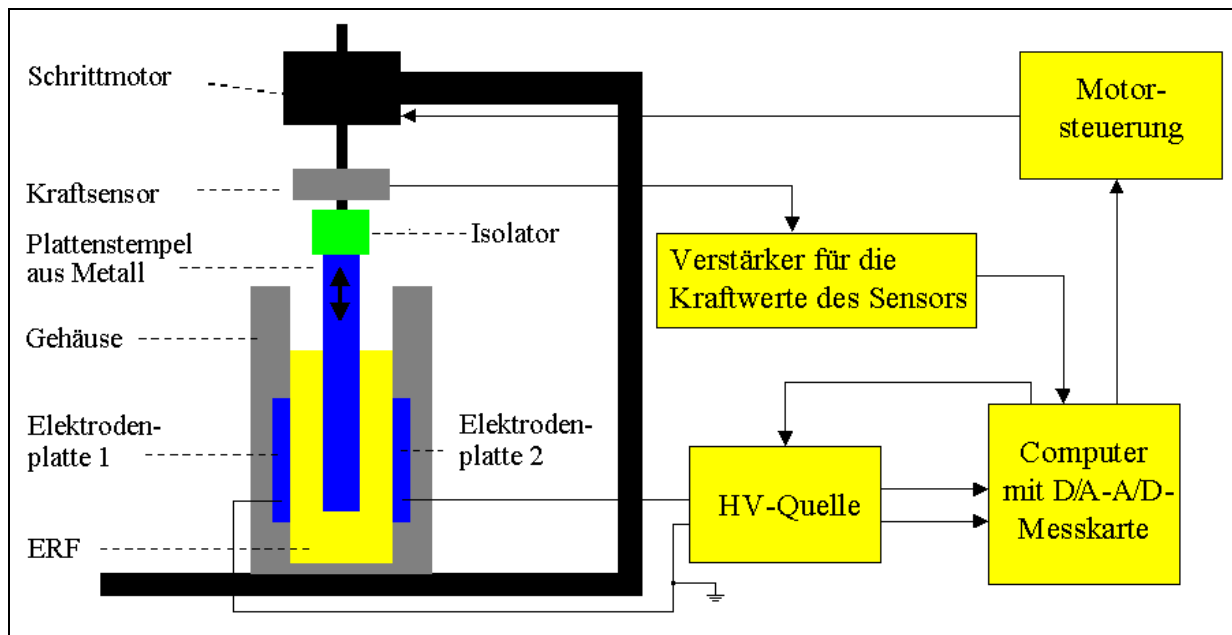 Schrittmotor
Kraftsensor
Plattenstempel
aus Metall
Gehäuse
Elektroden-
platte 1
ERF
Isolator
Elektroden-
platte 2
Motor-
steuerung
Verstärker für die
Kraftwerte des Sensors
HV-Quelle
Computer
mit D/A-A/D-
Messkarte